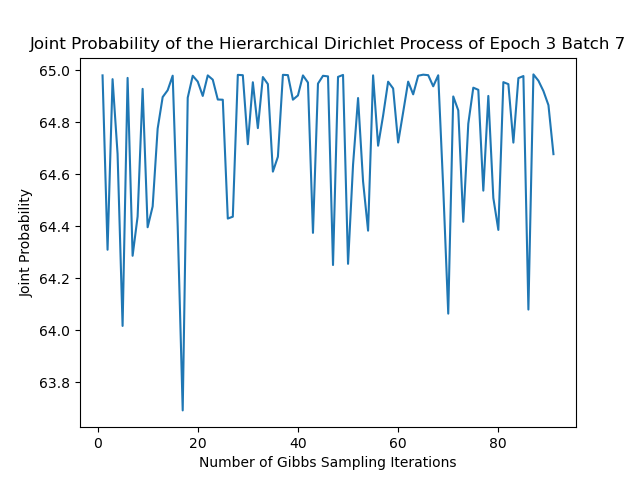 Joint Probability of the Hierarchical Dirichlet Process of Epoch 3 Batch 7
65.0
64.8
64.6
64.4
64.2
64.0
63.8
Joint Probability
0 20 40 60 80
Number of Gibbs Sampling Iterations